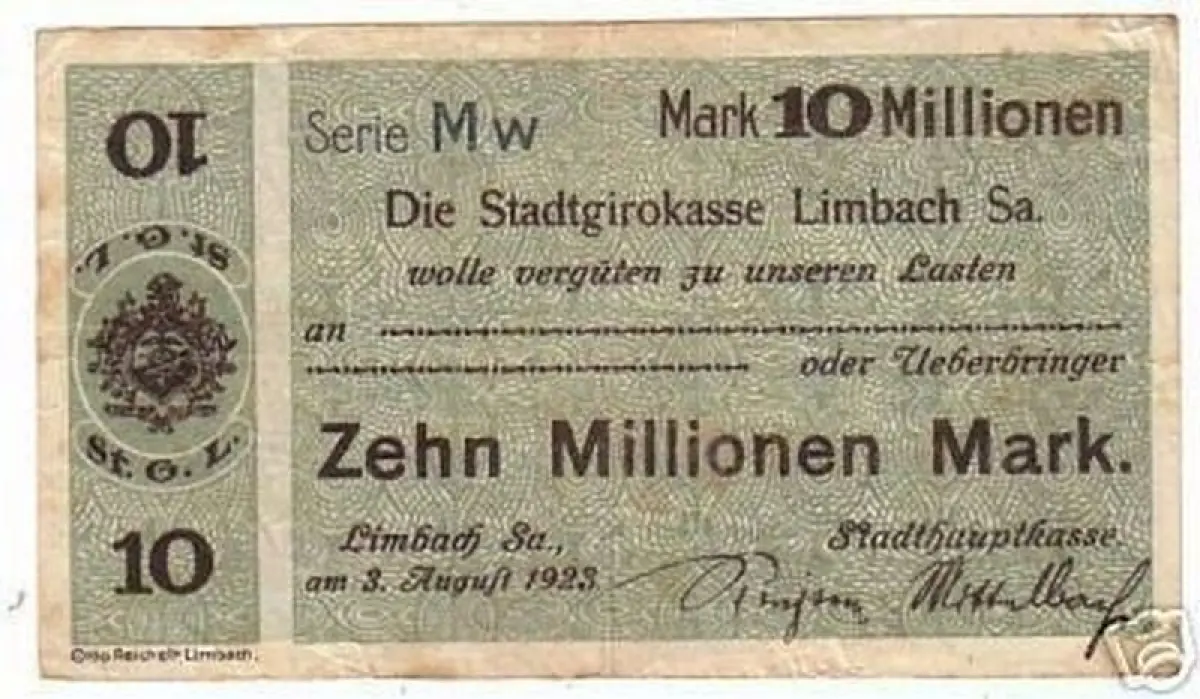 10
St. G. L.
St. G. L.
10
Serie Mw
Mark 10 Millionen
Die Stadtgirokasse Limbach Sa.
wolle vergüten zu unseren Lasten
an
oder Ueberbringer
Zehn Millionen Mark.
Limbach Sa.,
am 3. August 1923
Stadthauptkasse.
Mittelbach
Reichelt Limbach.